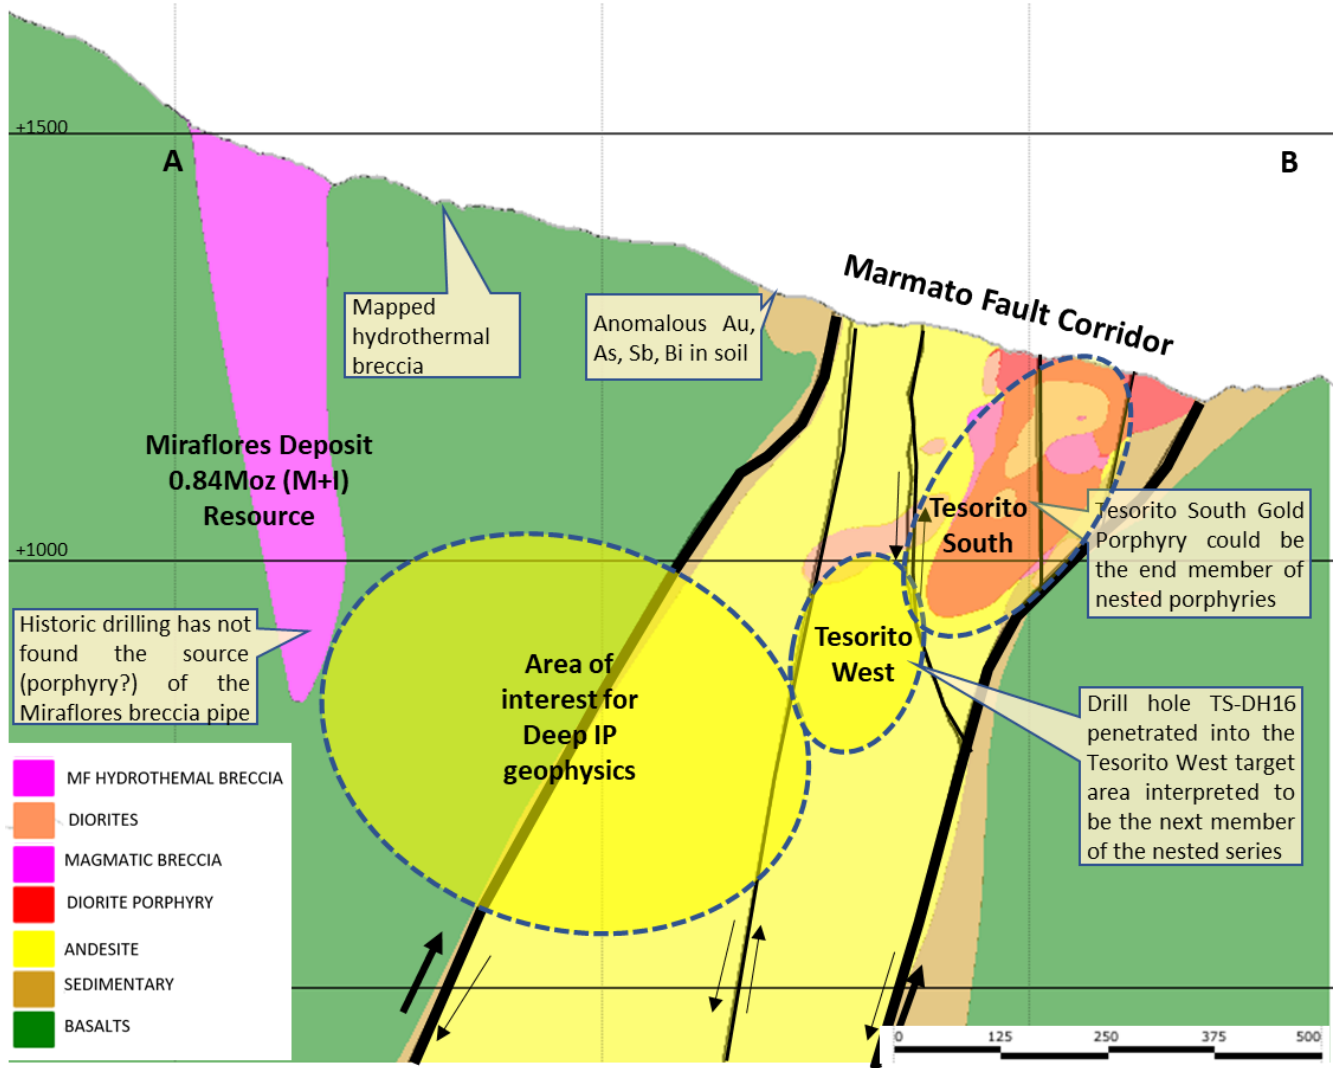 +1500
A
B
Marmato Fault Corridor
Mapped
hydrothermal
breccia
Anomalous Au,
As, Sb, Bi in soil
Miraflores Deposit
0.84Moz (M+I)
Resource
+1000
Tesorito
South
Tesorito South Gold
Porphyry could be
the end member of
nested porphyries
Historic drilling has not
found the source
(porphyry?) of the
Miraflores breccia pipe
Area of
interest for
Deep IP
geophysics
Tesorito
West
Drill hole TS-DH16
penetrated into the
Tesorito West target
area interpreted to
be the next member
of the nested series
MF HYDROTHEMAL BRECCIA
DIORITES
MAGMATIC BRECCIA
DIORITE PORPHYRY
ANDESITE
SEDIMENTARY
BASALTS
0 125 250 375 500